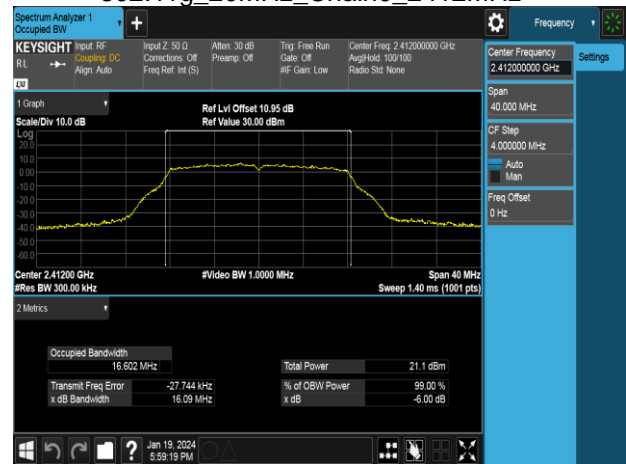 Spectrum Analyzer 1
Occupied BW
Frequency
KEYSIGHT
RL
LXI
Input: RF
Coupling: DC
Align: Auto
Input Z: 50 Ω
Corrections: Off
Freq Ref: Int (S)
Atten: 30 dB
Preamp: Off
Trig: Free Run
Gate: Off
#IF Gain: Low
Center Freq: 2.412000000 GHz
Avg|Hold: 100/100
Radio Std: None
Center Frequency
2.412000000 GHz
Settings
Span
40.000 MHz
CF Step
4.000000 MHz
Auto
Man
Freq Offset
0 Hz
1 Graph
Scale/Div 10.0 dB
Ref Lvl Offset 10.95 dB
Ref Value 30.00 dBm
Log
20.0
10.0
0.00
-10.0
-20.0
-30.0
-40.0
-50.0
-60.0
Center 2.41200 GHz
#Video BW 1.0000 MHz
Span 40 MHz
#Res BW 300.00 kHz
Sweep 1.40 ms (1001 pts)
2 Metrics
Occupied Bandwidth
16.602 MHz
Total Power 21.1 dBm
Transmit Freq Error -27.744 kHz
% of OBW Power 99.00 %
x dB Bandwidth 16.09 MHz
x dB -6.00 dB
?
Jan 19, 2024
5:59:19 PM